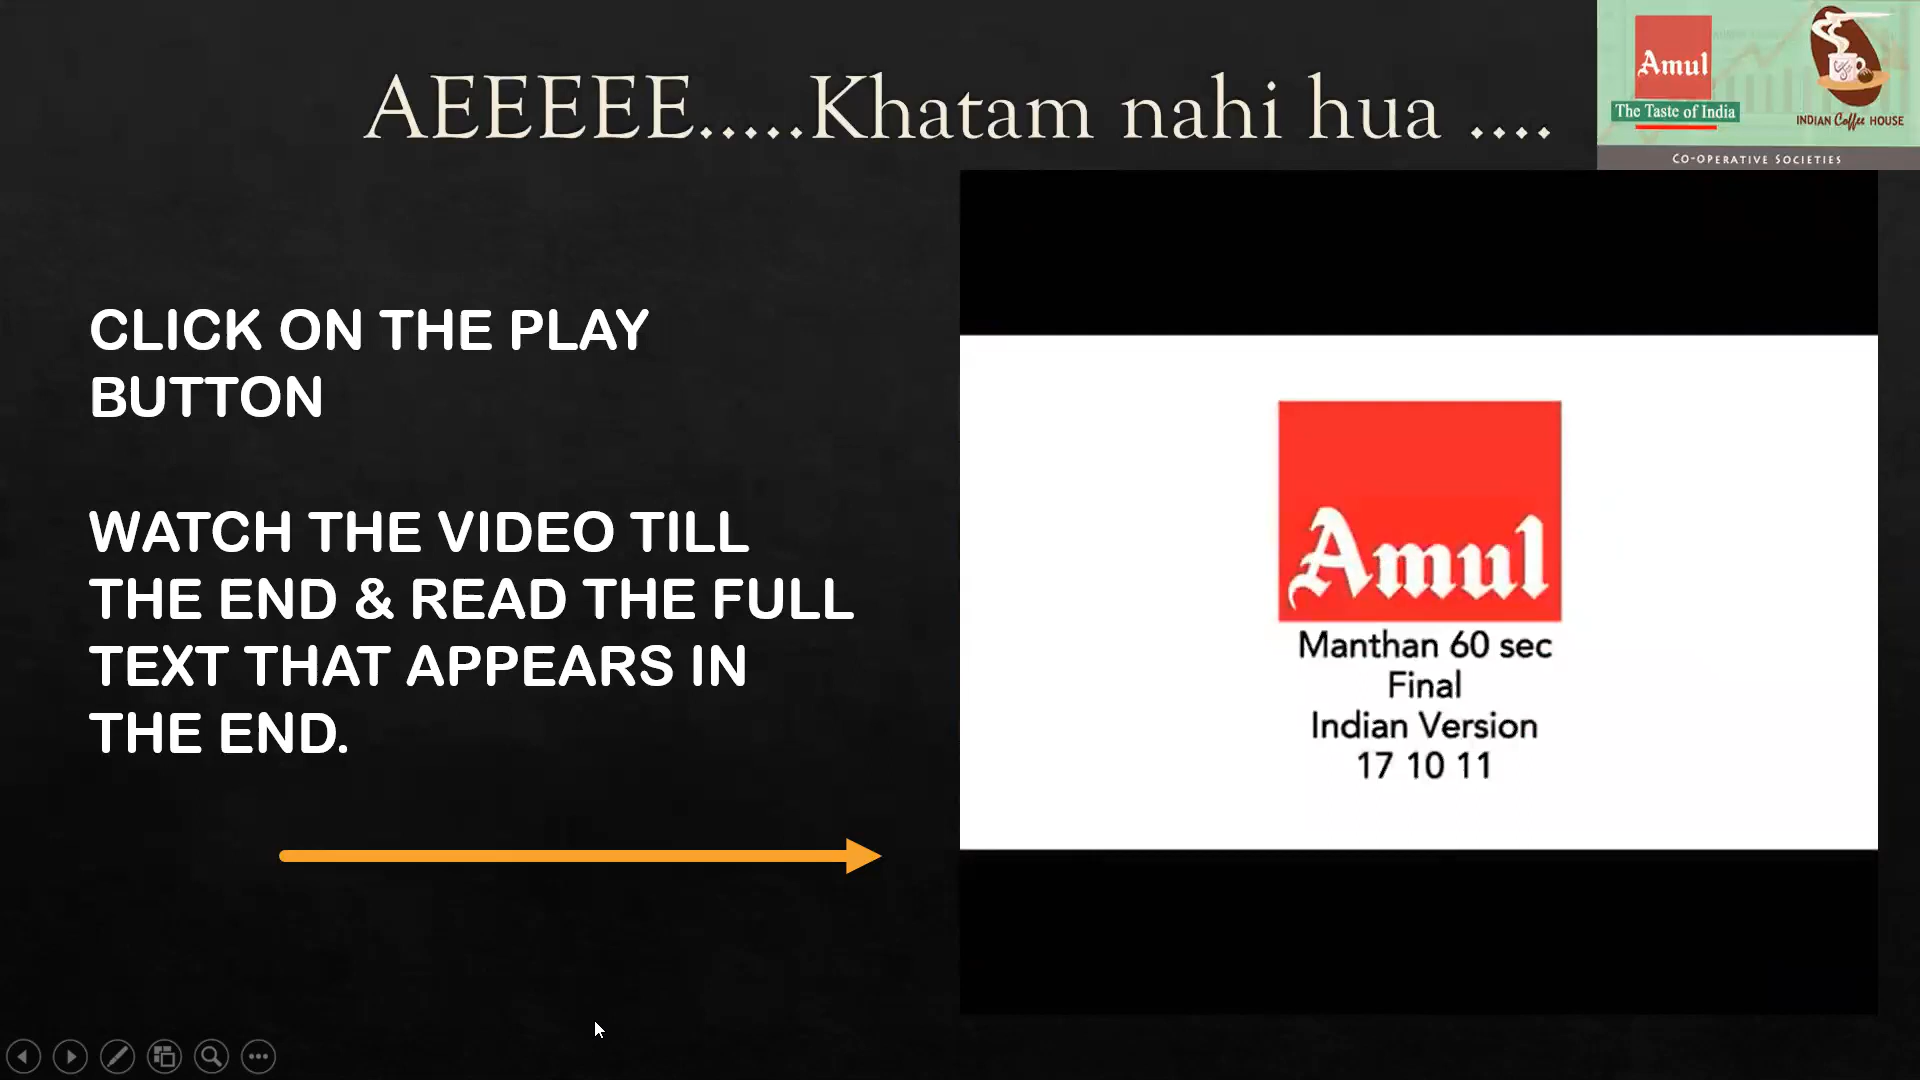 AEEEEE.....Khatam nahi hua ....
Amul
The Taste of India
INDIAN Coffee HOUSE
CO-OPERATIVE SOCIETIES
CLICK ON THE PLAY
BUTTON
WATCH THE VIDEO TILL
THE END & READ THE FULL
TEXT THAT APPEARS IN
THE END.
Amul
Manthan 60 sec
Final
Indian Version
17 10 11